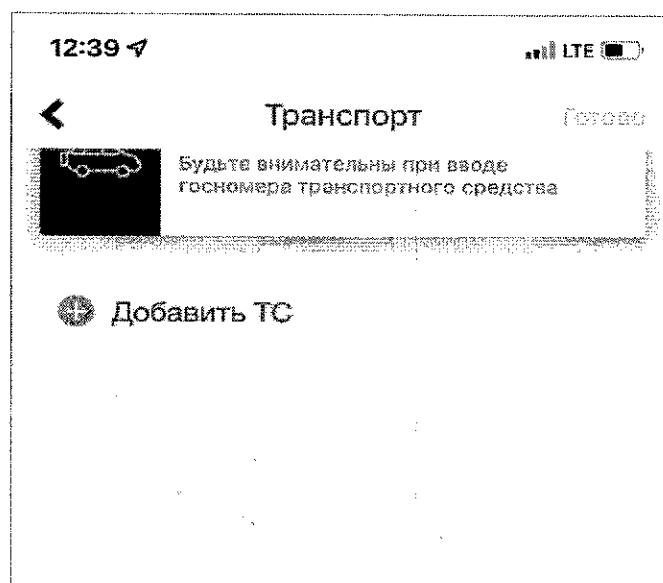 12:39
LTE
Транспорт
Готово
Будьте внимательны при вводе
госномера транспортного средства
Добавить ТС